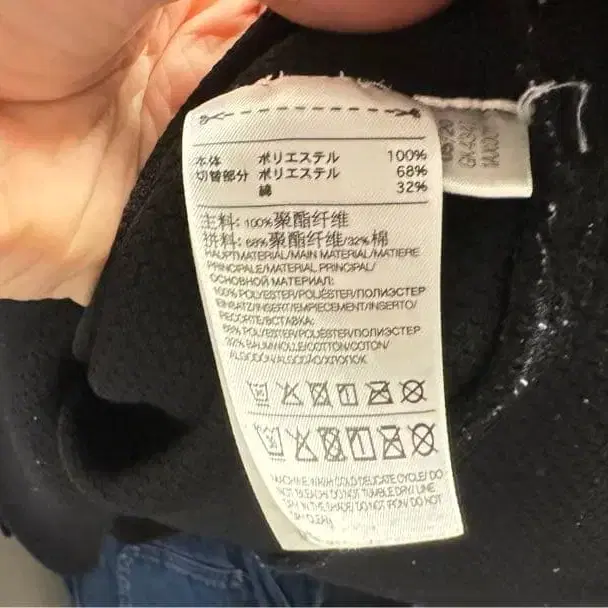 本体 ポリエステル 100%
切替部分 ポリエステル 68%
綿 32%
主料: 100%聚酯纤维
拼料: 68%聚酯纤维/32%棉
HAUPTMATERIAL/MAIN MATERIAL/MATIERE
PRINCIPALE/MATERIAL PRINCIPAL/
ОСНОВНОЙ МАТЕРИАЛ:
100% POLYESTER/POLIÉSTER/ПОЛИЭСТЕР
EINSATZ/INSERT/EMPIECEMENT/INSERTO/
RECORTE/ВСТАВКА:
68% POLYESTER/POLIÉSTER/ПОЛИЭСТЕР
32% BAUMWOLLE/COTTON/COTON/
ALGODÓN/ALGODÃO/ХЛОПОК
MACHINE WASH COLD DELICATE CYCLE/ DO
NOT BLEACH/ DO NOT TUMBLE DRY/ LINE
DRY IN THE SHADE/ DO NOT IRON/ DO NOT
DRY CLEAN